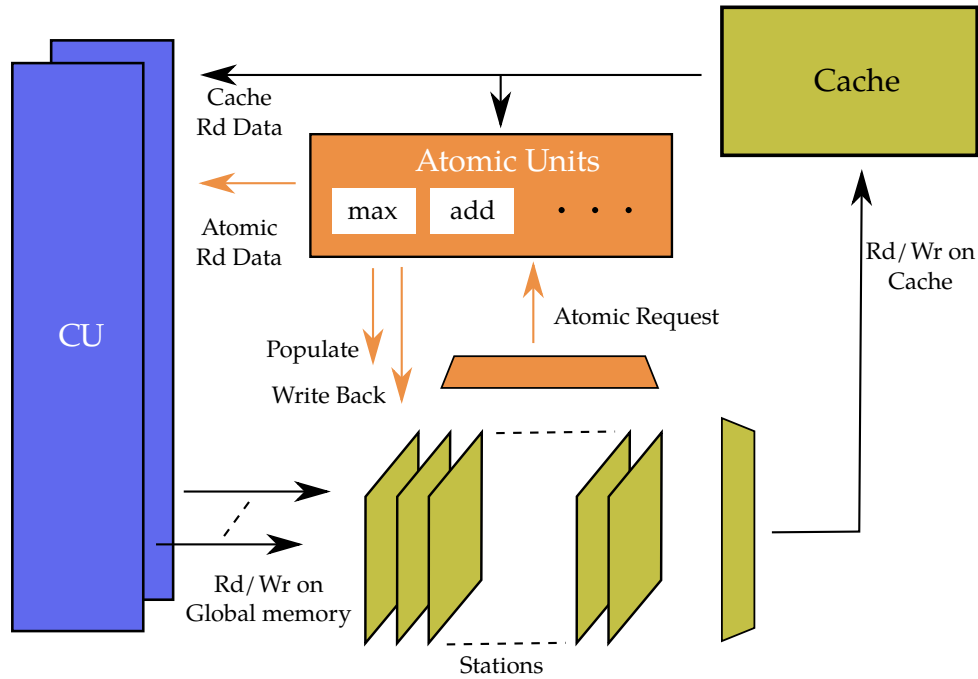 Cache
Cache
Rd Data
Atomic Units
max
add
. . .
Atomic
Rd Data
Rd/Wr on
Cache
CU
Atomic Request
Populate
Write Back
Rd/Wr on
Global memory
Stations